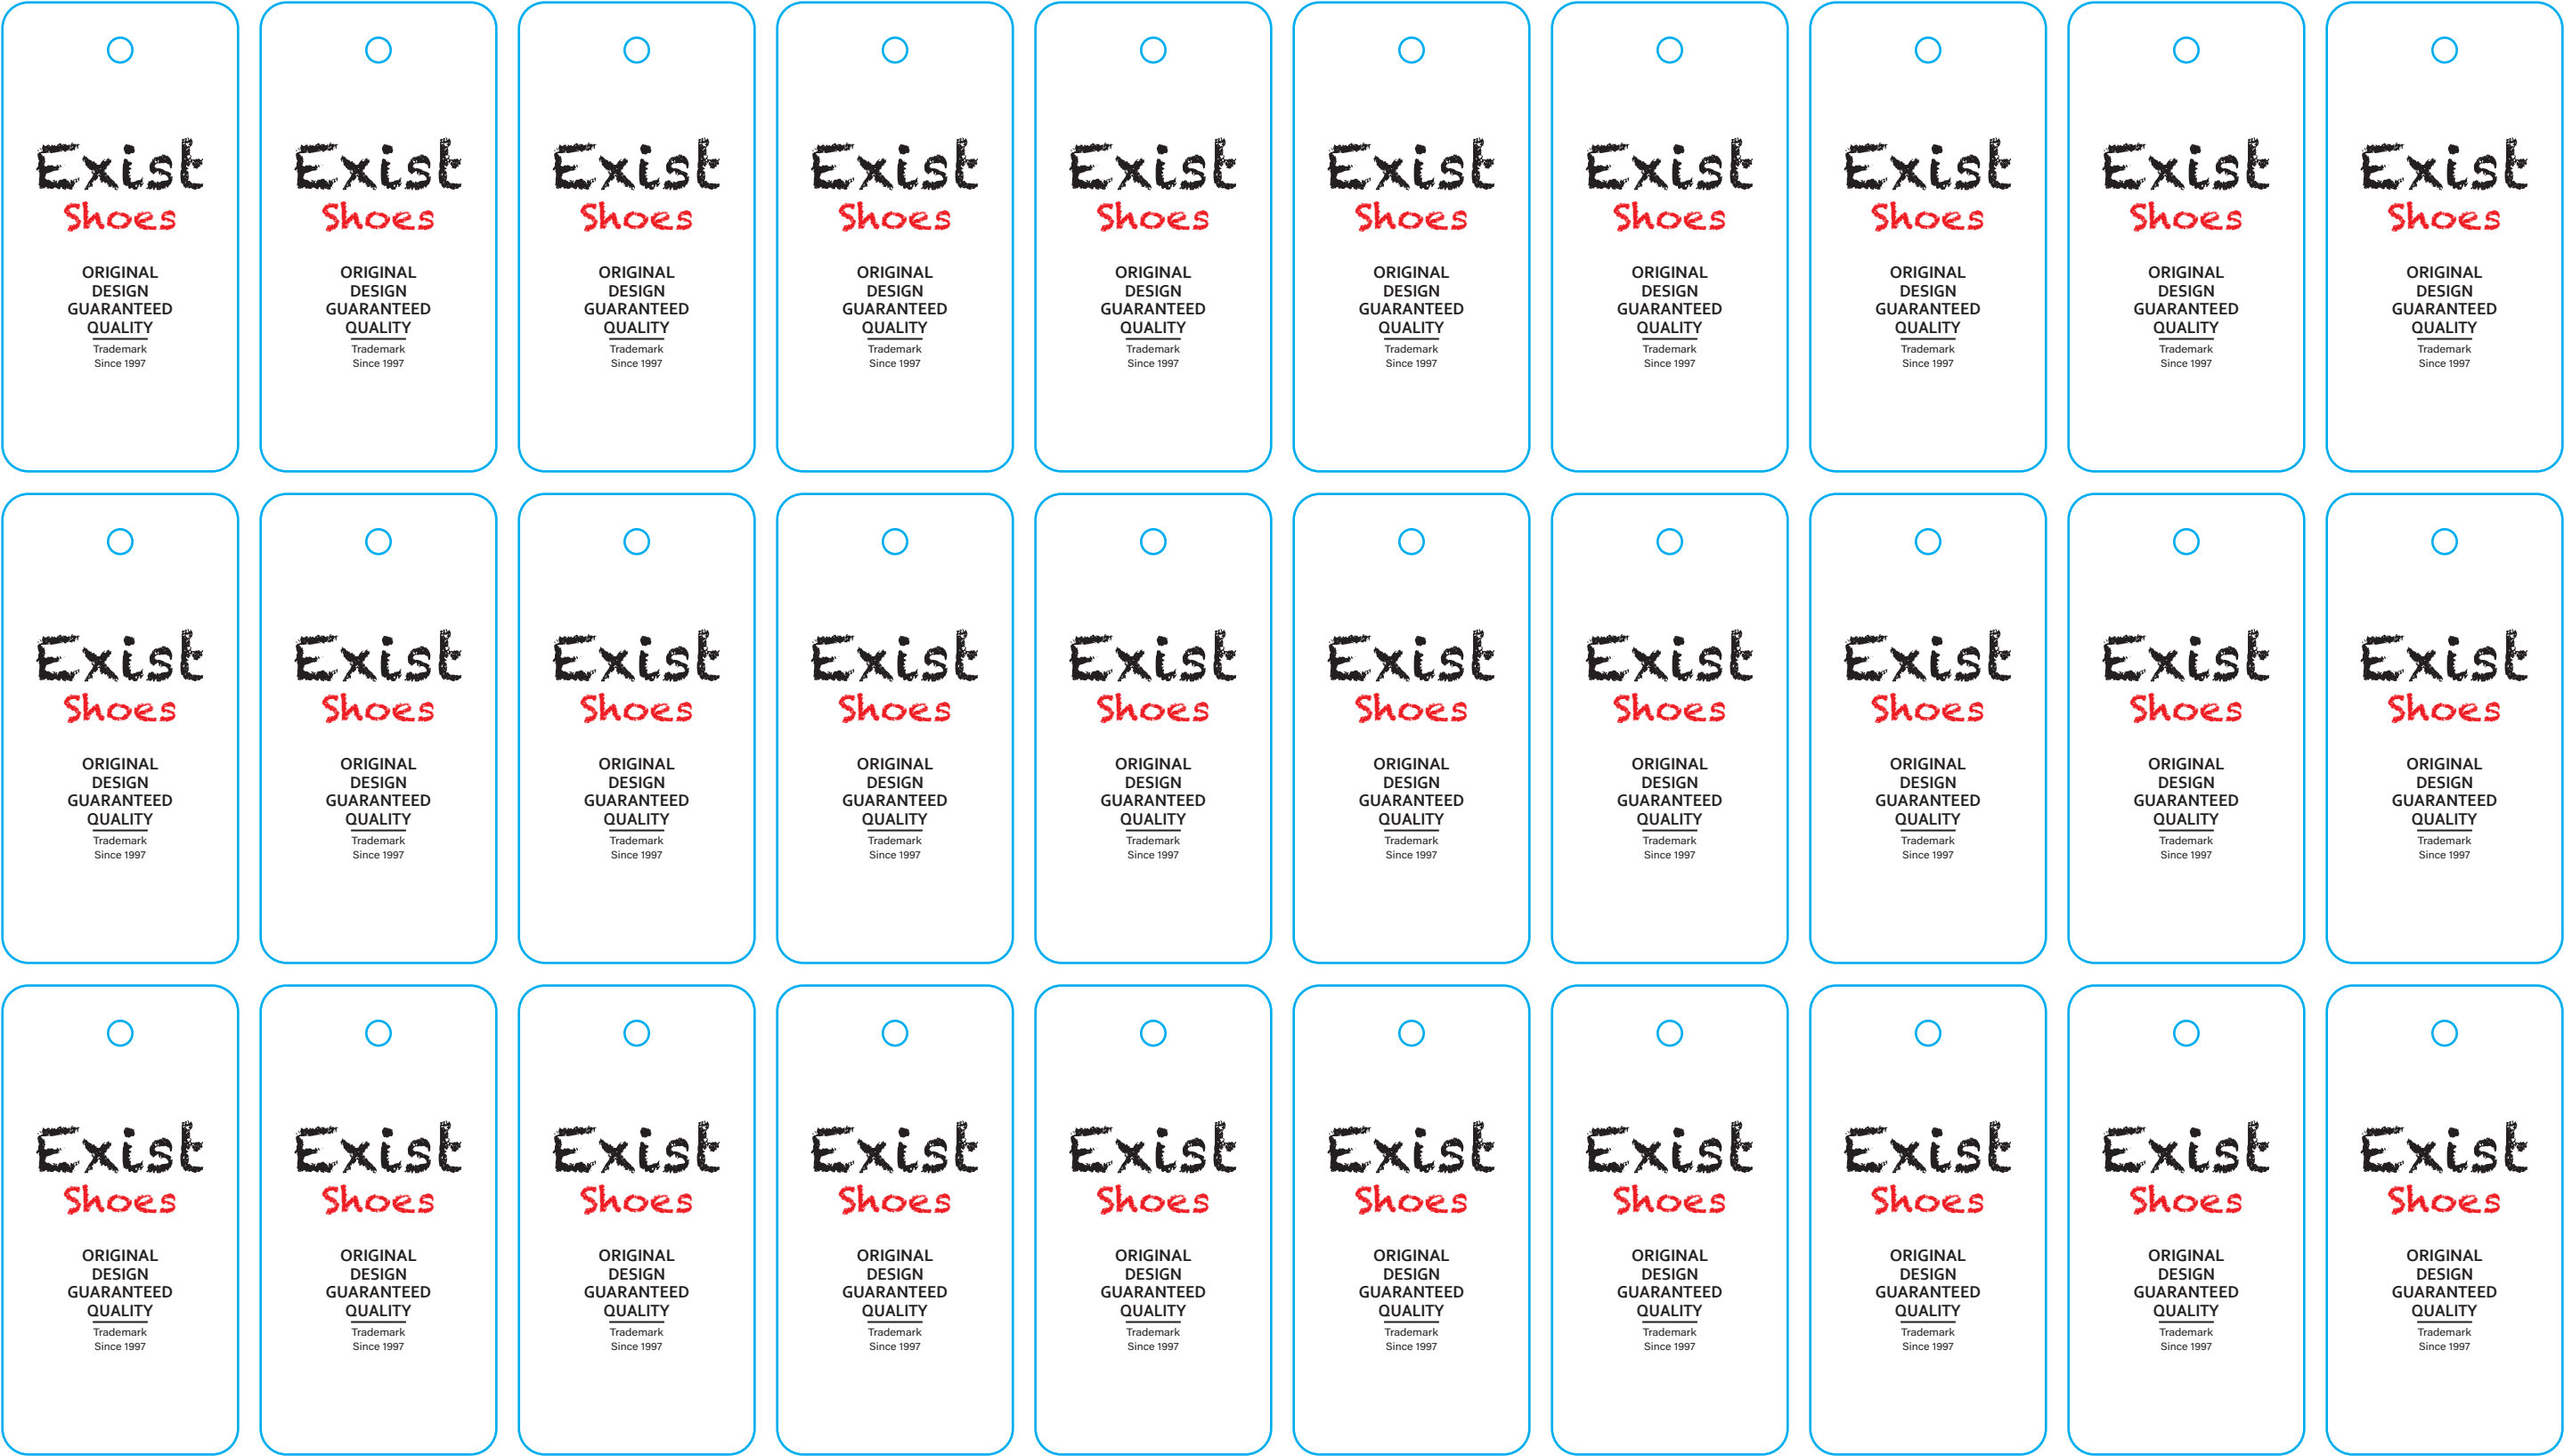 Exist Exist Exist Exist Exist Exist Exist Exist Exist Exist
Shoes Shoes Shoes Shoes Shoes Shoes Shoes Shoes Shoes Shoes
ORIGINAL ORIGINAL ORIGINAL ORIGINAL ORIGINAL ORIGINAL ORIGINAL ORIGINAL ORIGINAL ORIGINAL
DESIGN DESIGN DESIGN DESIGN DESIGN DESIGN DESIGN DESIGN DESIGN DESIGN
GUARANTEED GUARANTEED GUARANTEED GUARANTEED GUARANTEED GUARANTEED GUARANTEED GUARANTEED GUARANTEED GUARANTEED
QUALITY QUALITY QUALITY QUALITY QUALITY QUALITY QUALITY QUALITY QUALITY QUALITY
Trademark Trademark Trademark Trademark Trademark Trademark Trademark Trademark Trademark Trademark
Since 1997 Since 1997 Since 1997 Since 1997 Since 1997 Since 1997 Since 1997 Since 1997 Since 1997 Since 1997
Exist Exist Exist Exist Exist Exist Exist Exist Exist Exist
Shoes Shoes Shoes Shoes Shoes Shoes Shoes Shoes Shoes Shoes
ORIGINAL ORIGINAL ORIGINAL ORIGINAL ORIGINAL ORIGINAL ORIGINAL ORIGINAL ORIGINAL ORIGINAL
DESIGN DESIGN DESIGN DESIGN DESIGN DESIGN DESIGN DESIGN DESIGN DESIGN
GUARANTEED GUARANTEED GUARANTEED GUARANTEED GUARANTEED GUARANTEED GUARANTEED GUARANTEED GUARANTEED GUARANTEED
QUALITY QUALITY QUALITY QUALITY QUALITY QUALITY QUALITY QUALITY QUALITY QUALITY
Trademark Trademark Trademark Trademark Trademark Trademark Trademark Trademark Trademark Trademark
Since 1997 Since 1997 Since 1997 Since 1997 Since 1997 Since 1997 Since 1997 Since 1997 Since 1997 Since 1997
Exist Exist Exist Exist Exist Exist Exist Exist Exist Exist
Shoes Shoes Shoes Shoes Shoes Shoes Shoes Shoes Shoes Shoes
ORIGINAL ORIGINAL ORIGINAL ORIGINAL ORIGINAL ORIGINAL ORIGINAL ORIGINAL ORIGINAL ORIGINAL
DESIGN DESIGN DESIGN DESIGN DESIGN DESIGN DESIGN DESIGN DESIGN DESIGN
GUARANTEED GUARANTEED GUARANTEED GUARANTEED GUARANTEED GUARANTEED GUARANTEED GUARANTEED GUARANTEED GUARANTEED
QUALITY QUALITY QUALITY QUALITY QUALITY QUALITY QUALITY QUALITY QUALITY QUALITY
Trademark Trademark Trademark Trademark Trademark Trademark Trademark Trademark Trademark Trademark
Since 1997 Since 1997 Since 1997 Since 1997 Since 1997 Since 1997 Since 1997 Since 1997 Since 1997 Since 1997